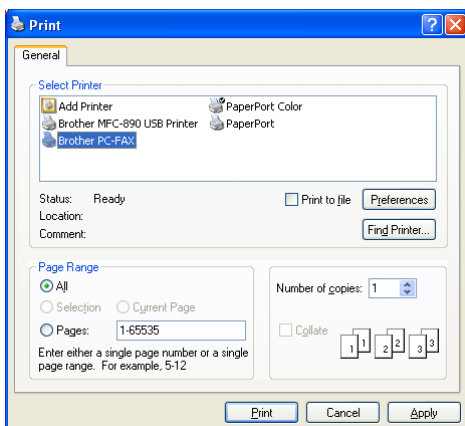 Print
General
Select Printer
Add Printer
PaperPort Color
Brother MFC-890 USB Printer
PaperPort
Brother PC-FAX
Status: Ready
Print to file
Preferences
Location:
Comment:
Find Printer...
Page Range
All
Selection
Current Page
Pages: 1-65535
Enter either a single page number or a single
page range. For example, 5-12
Number of copies: 1
Collate
1 1 2 2 3 3
Print
Cancel
Apply